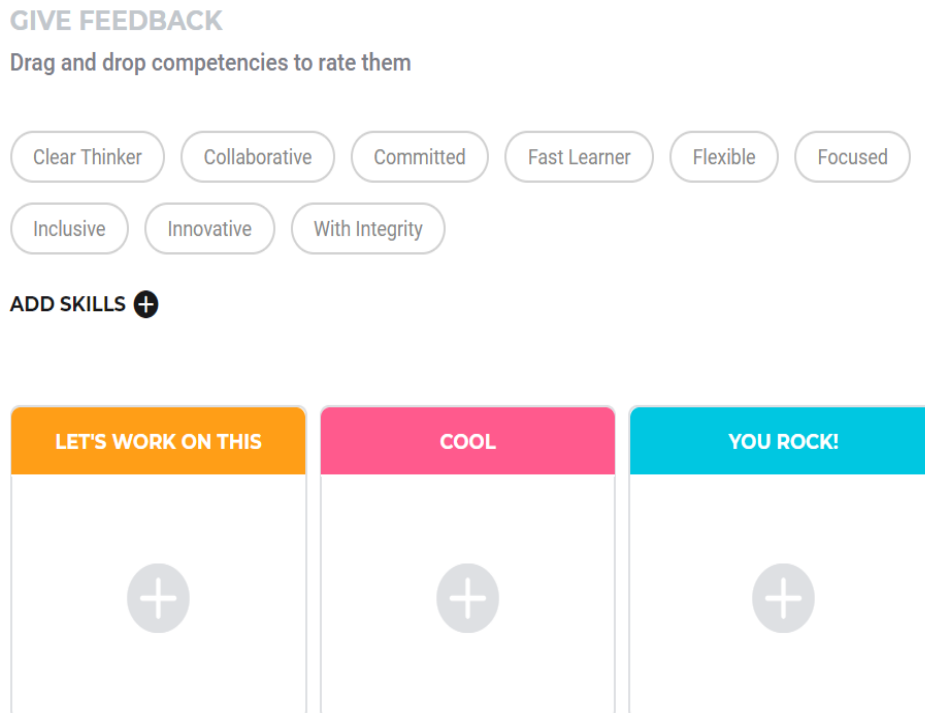 GIVE FEEDBACK
Drag and drop competencies to rate them
Clear Thinker Collaborative Committed Fast Learner Flexible Focused
Inclusive Innovative With Integrity
ADD SKILLS
LET'S WORK ON THIS COOL YOU ROCK!